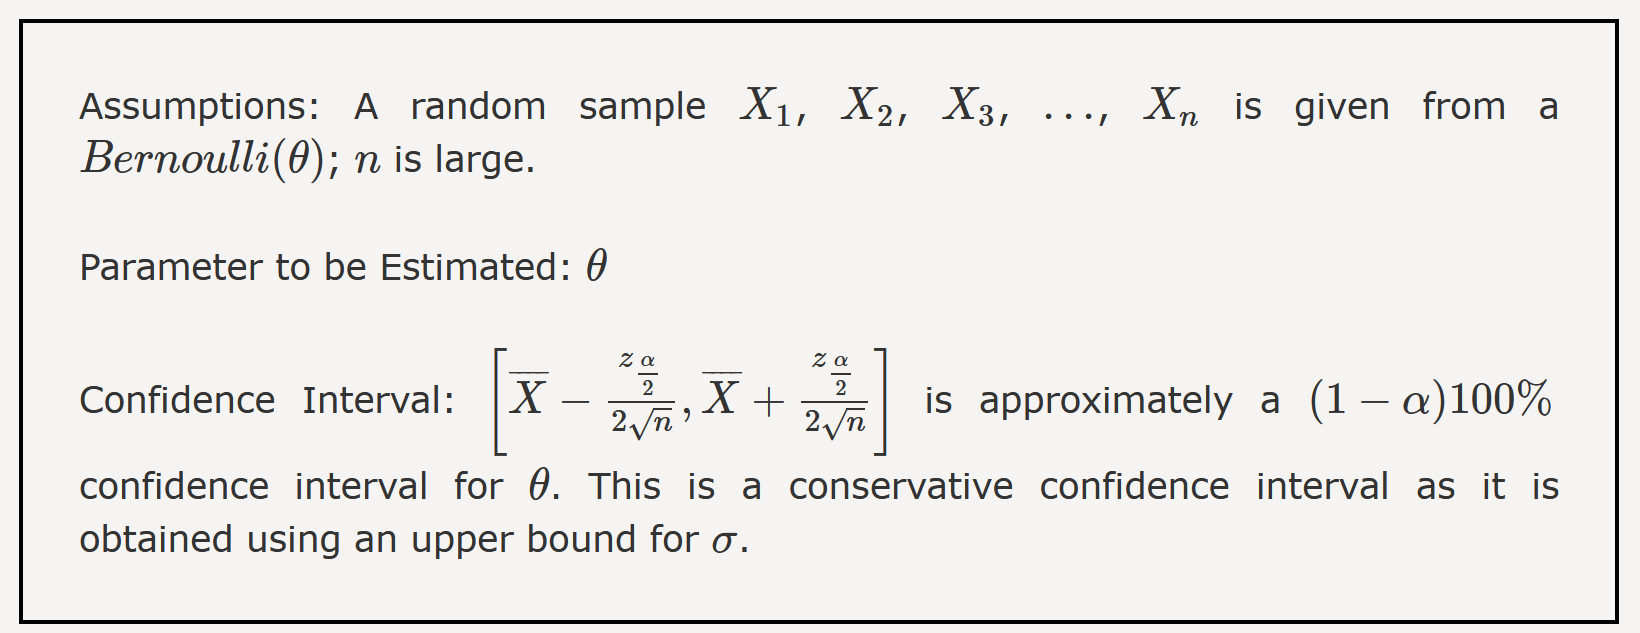 Assumptions: A random sample $X_1$, $X_2$, $X_3$, $\ldots$, $X_n$ is given from a
$Bernoulli(\theta)$; $n$ is large.
Parameter to be Estimated: $\theta$
Confidence Interval: $\left[\overline{X} - \frac{z_{\frac{\alpha}{2}}}{2\sqrt{n}}, \overline{X} + \frac{z_{\frac{\alpha}{2}}}{2\sqrt{n}}\right]$ is approximately a $(1-\alpha)100\%$
confidence interval for $\theta$. This is a conservative confidence interval as it is
obtained using an upper bound for $\sigma$.